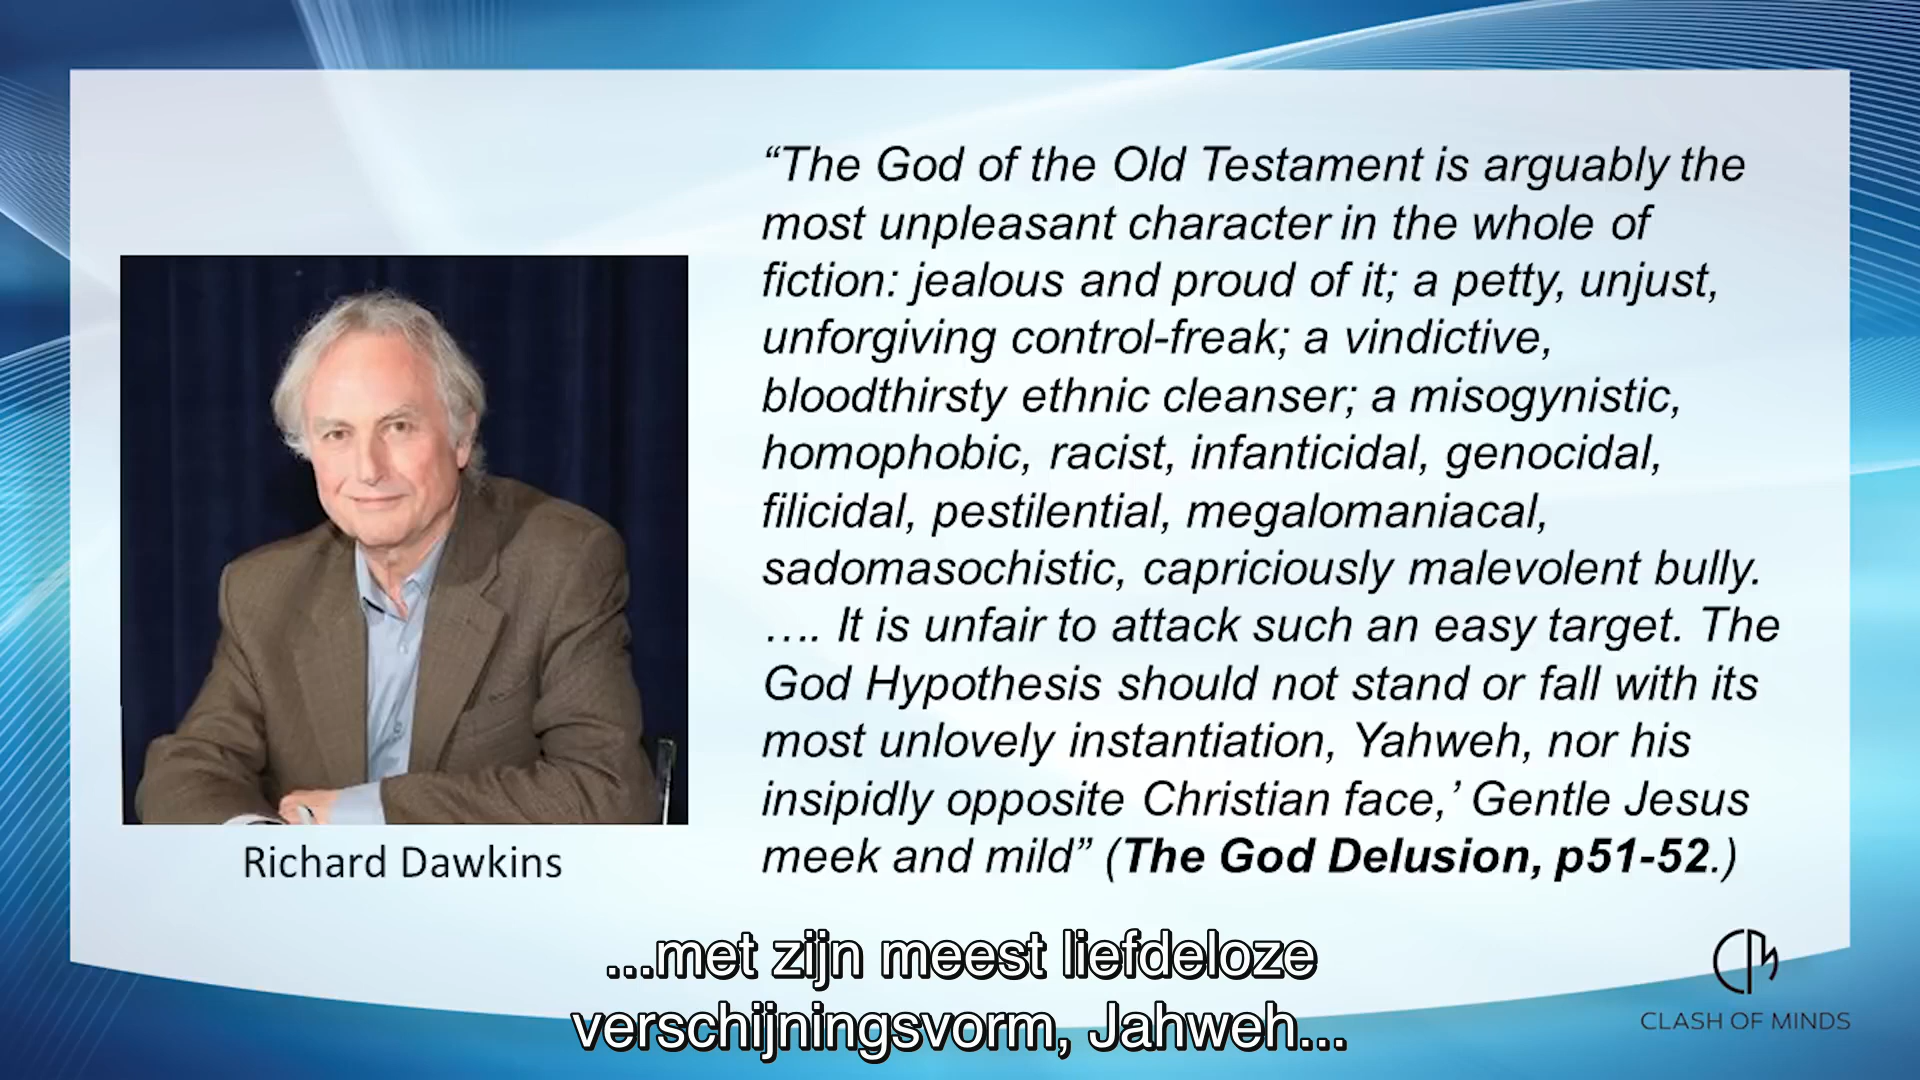 “The God of the Old Testament is arguably the
most unpleasant character in the whole of
fiction: jealous and proud of it; a petty, unjust,
unforgiving control-freak; a vindictive,
bloodthirsty ethnic cleanser; a misogynistic,
homophobic, racist, infanticidal, genocidal,
filicidal, pestilential, megalomaniacal,
sadomasochistic, capriciously malevolent bully.
…. It is unfair to attack such an easy target. The
God Hypothesis should not stand or fall with its
most unlovely instantiation, Yahweh, nor his
insipidly opposite Christian face,’ Gentle Jesus
meek and mild” (The God Delusion, p51-52.)
Richard Dawkins
...met zijn meest liefdeloze
verschijningsvorm, Jahweh...
CLASH OF MINDS